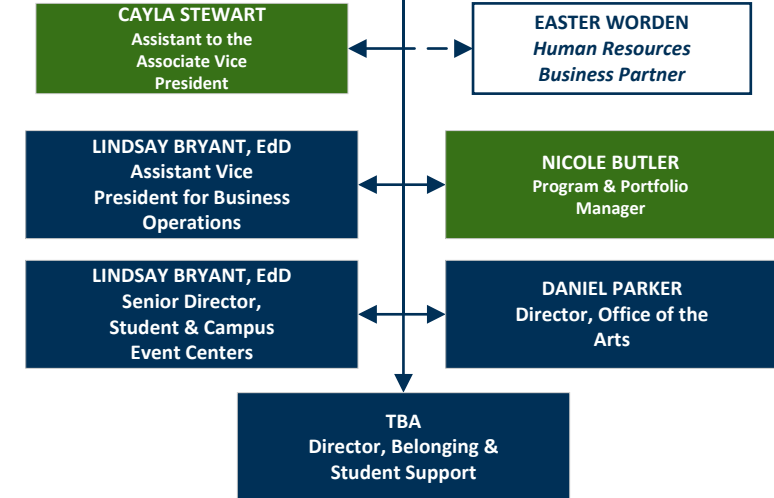 CAYLA STEWART
Assistant to the
Associate Vice
President
EASTER WORDEN
Human Resources
Business Partner
LINDSAY BRYANT, EdD
Assistant Vice
President for Business
Operations
NICOLE BUTLER
Program & Portfolio
Manager
LINDSAY BRYANT, EdD
Senior Director,
Student & Campus
Event Centers
DANIEL PARKER
Director, Office of the
Arts
TBA
Director, Belonging &
Student Support